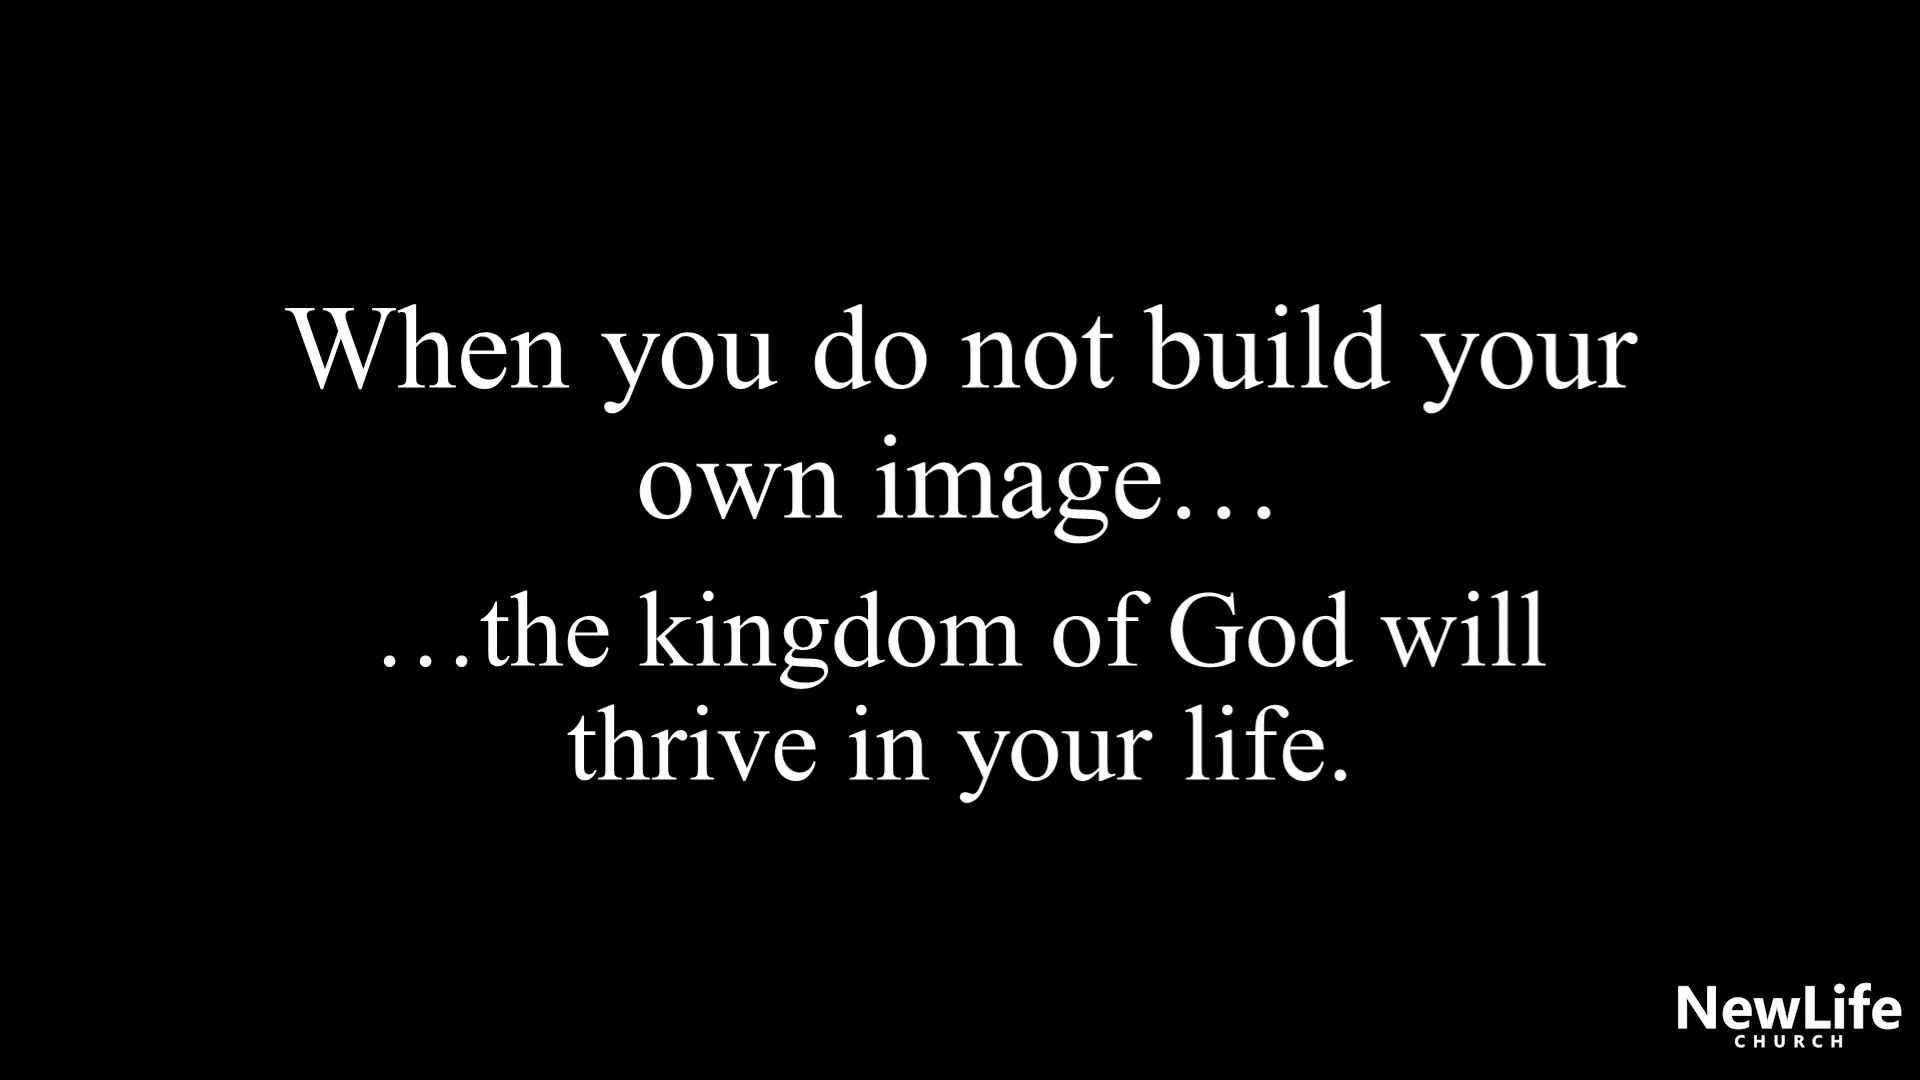 When you do not build your
own image…
…the kingdom of God will
thrive in your life.
NewLife
CHURCH